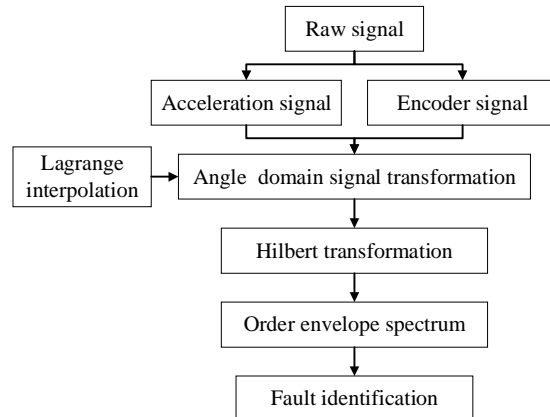 Raw signal
Acceleration signal
Encoder signal
Lagrange
interpolation
Angle domain signal transformation
Hilbert transformation
Order envelope spectrum
Fault identification